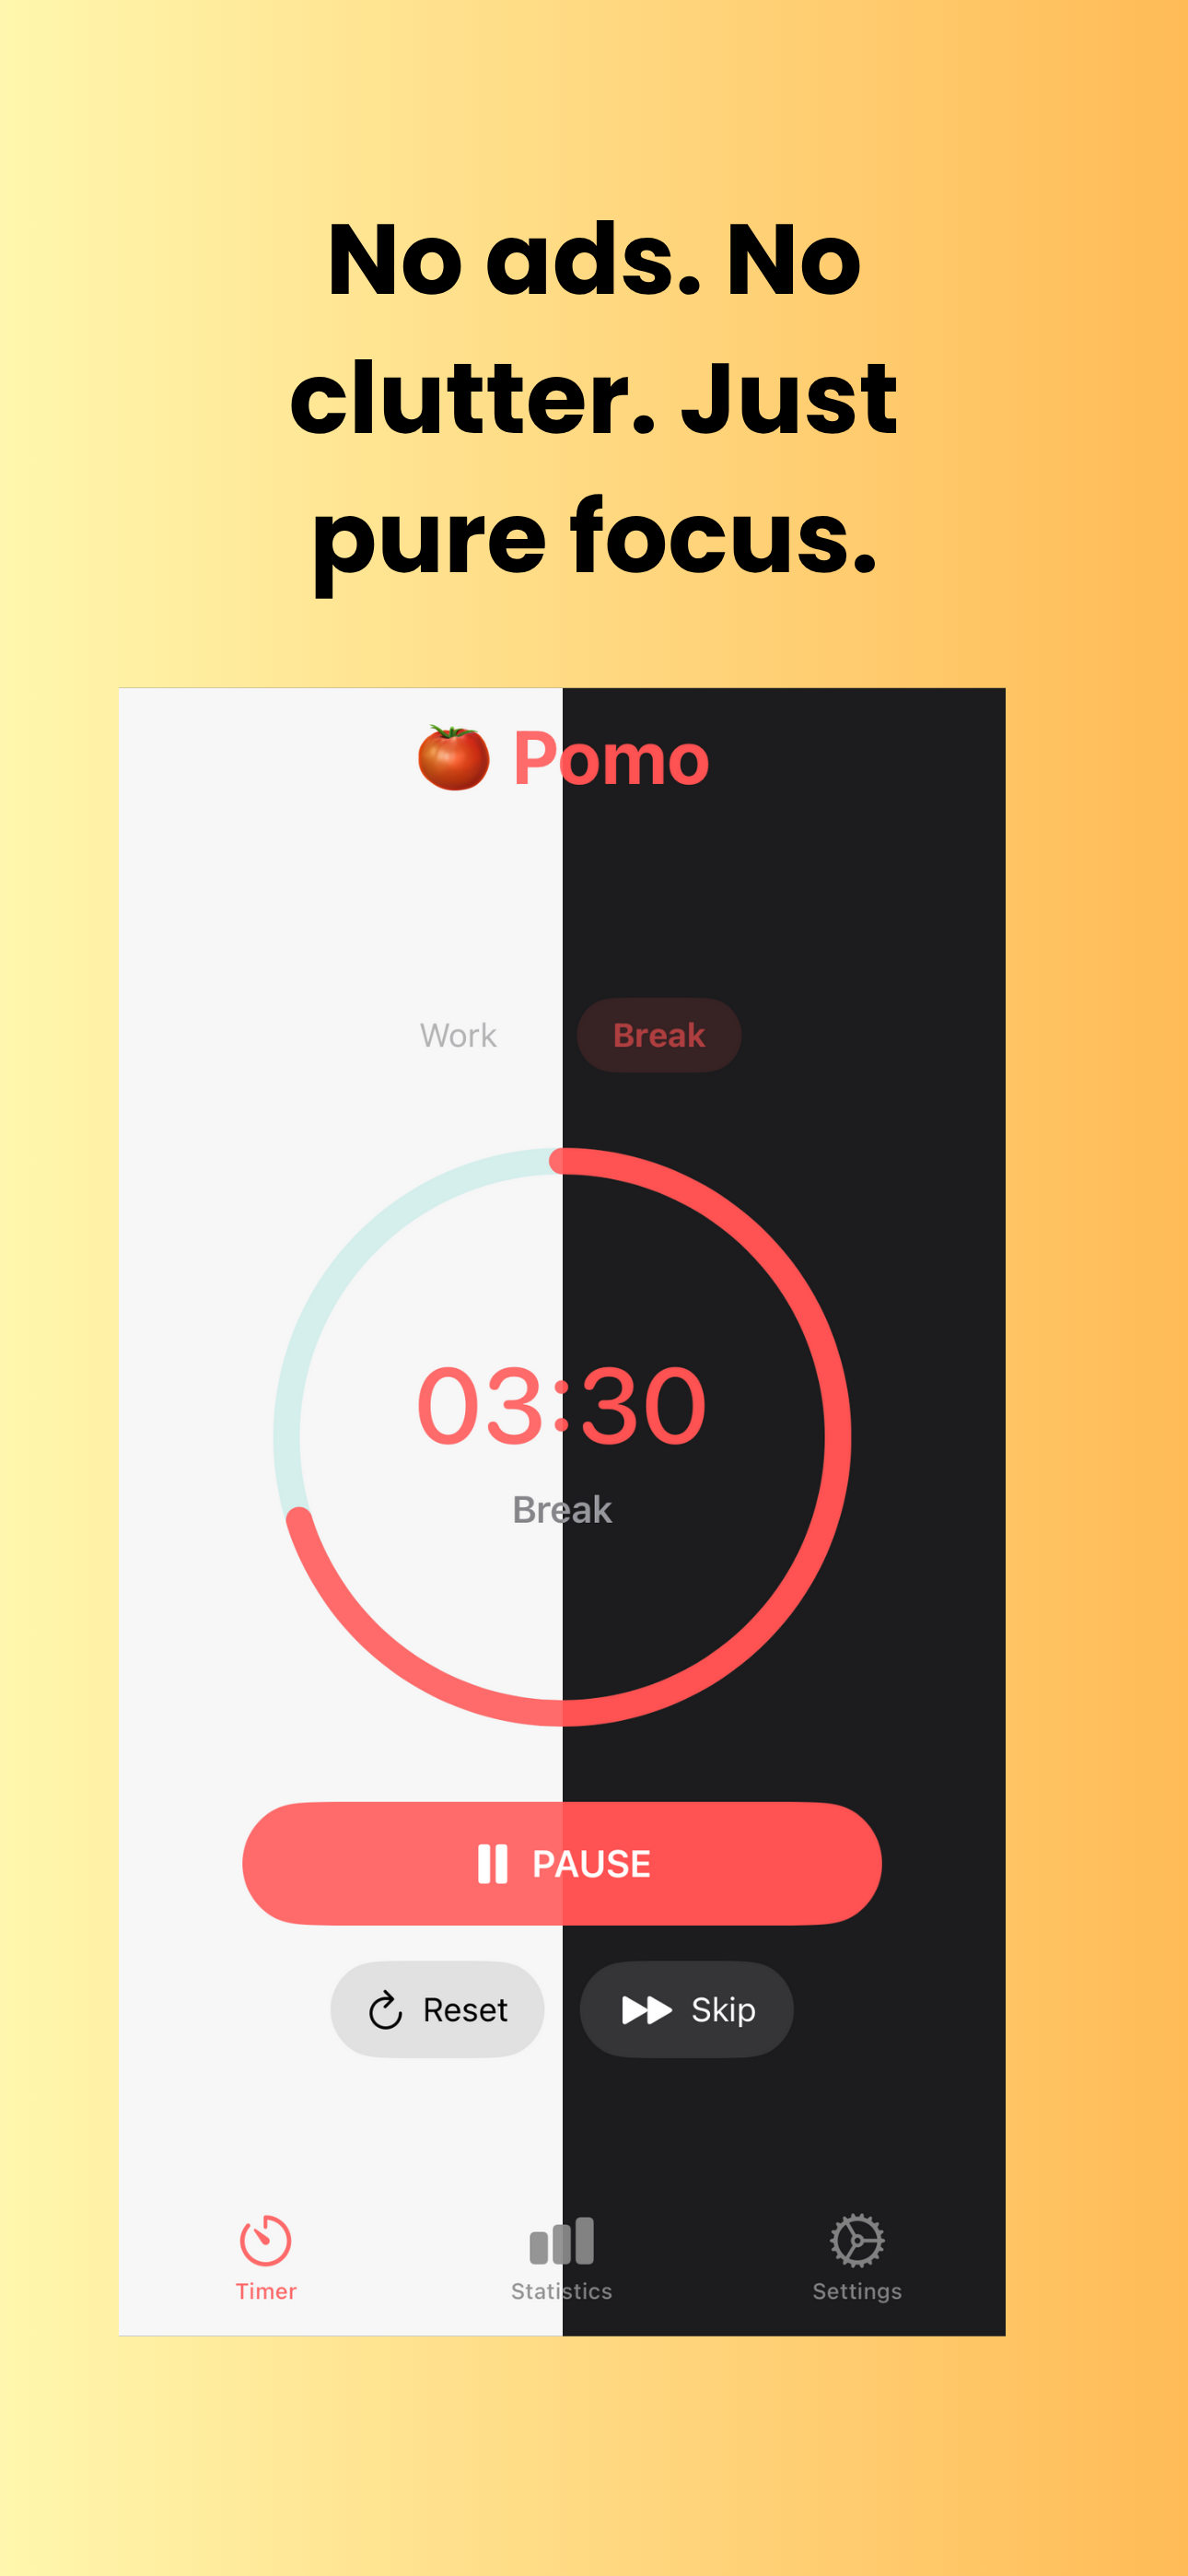 No ads. No
clutter. Just
pure focus.
🍅 Pomo
Work Break
03:30
Break
PAUSE
Reset Skip
Timer Statistics Settings